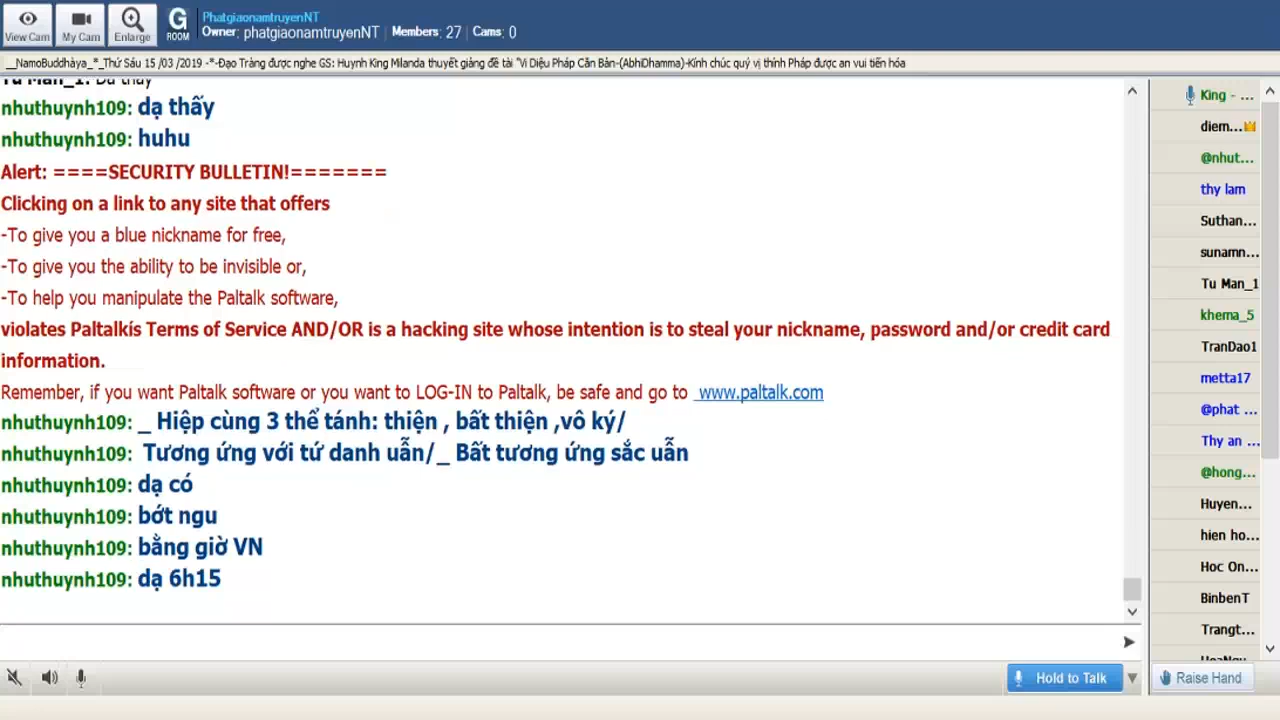 PhatgiaonamtruyenNT
View Cam
My Cam
Enlarge
G
ROOM
Owner: phatgiaonamtruyenNT | Members: 27 | Cams: 0
__NamoBuddhàya_*_Thứ Sáu 15 /03 /2019 -*-Đạo Tràng được nghe GS: Huynh King Milanda thuyết giảng đề tài "Vi Diệu Pháp Căn Bản-(AbhiDhamma)-Kính chúc quý vị thính Pháp được an vui tiến hóa
Tu Man_1: Dà thấy
nhuthuynh109: dạ thấy
nhuthuynh109: huhu
Alert: ====SECURITY BULLETIN!=======
Clicking on a link to any site that offers
-To give you a blue nickname for free,
-To give you the ability to be invisible or,
-To help you manipulate the Paltalk software,
violates Paltalkís Terms of Service AND/OR is a hacking site whose intention is to steal your nickname, password and/or credit card
information.
Remember, if you want Paltalk software or you want to LOG-IN to Paltalk, be safe and go to www.paltalk.com
nhuthuynh109: _ Hiệp cùng 3 thể tánh: thiện , bất thiện ,vô ký/
nhuthuynh109: Tương ứng với tứ danh uẩn/_ Bất tương ứng sắc uẩn
nhuthuynh109: dạ có
nhuthuynh109: bớt ngu
nhuthuynh109: bằng giờ VN
nhuthuynh109: dạ 6h15
King - ...
diem...
@nhut...
thy lam
Suthan...
sunamn...
Tu Man_1
khema_5
TranDao1
metta17
@phat ...
Thy an ...
@hong...
Huyen...
hien ho...
Hoc On...
BinbenT
Trangt...
Hold to Talk
Raise Hand